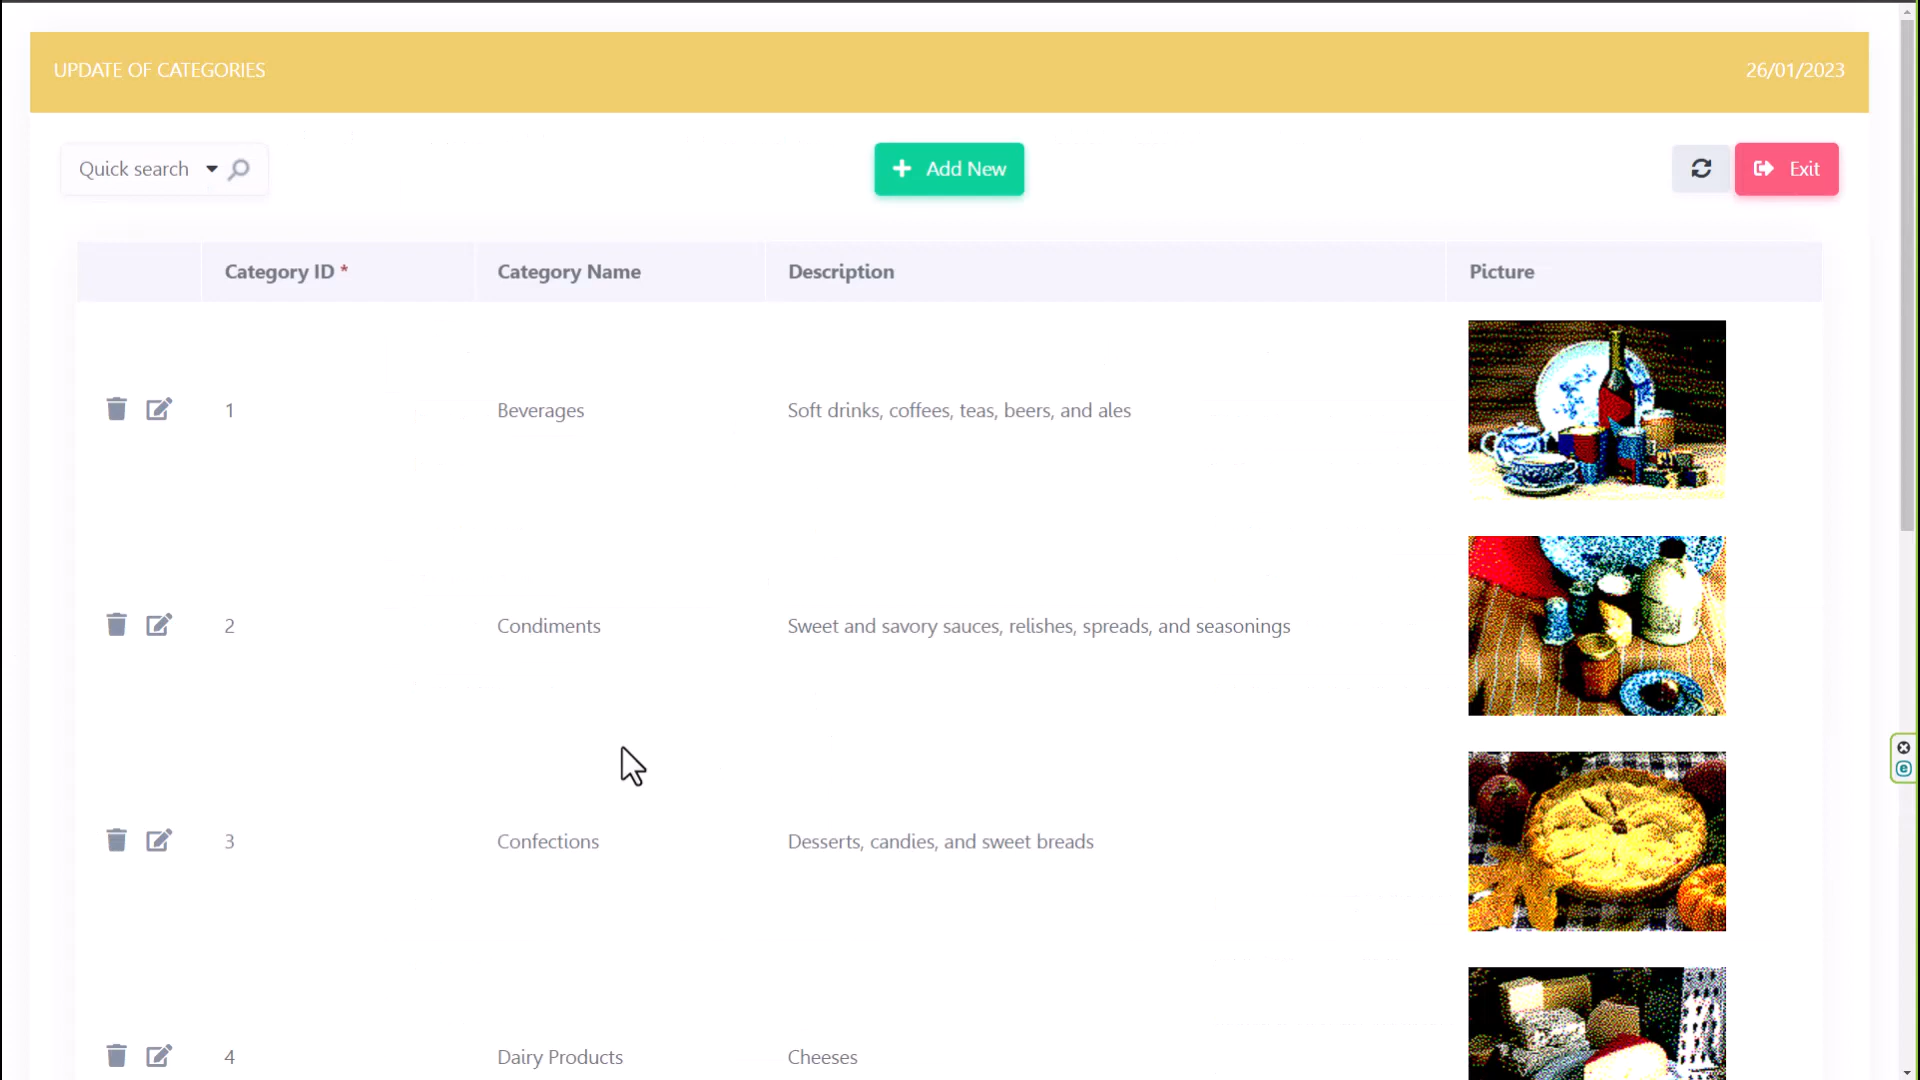 UPDATE OF CATEGORIES 26/01/2023
Quick search Add New Exit
Category ID * Category Name Description Picture
1 Beverages Soft drinks, coffees, teas, beers, and ales
2 Condiments Sweet and savory sauces, relishes, spreads, and seasonings
3 Confections Desserts, candies, and sweet breads
4 Dairy Products Cheeses